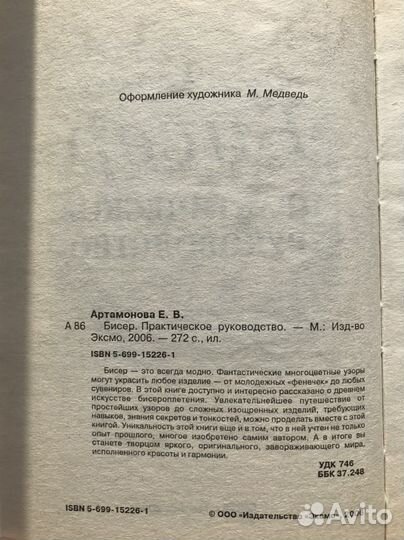 Оформление художника М. Медведь
Артамонова Е. В.
А 86 Бисер. Практическое руководство. — М.: Изд-во
Эксмо, 2006. — 272 с., ил.
ISBN 5-699-15226-1
Бисер — это всегда модно. Фантастические многоцветные узоры
могут украсить любое изделие — от молодежных «фенечек» до любых
сувениров. В этой книге доступно и интересно рассказано о древнем
искусстве бисероплетения. Увлекательнейшее путешествие от
простейших узоров до сложных изощренных изделий, требующих
навыков, знания секретов и тонкостей, можно проделать вместе с этой
книгой. Уникальность этой книги еще и в том, что в ней учтен не только
опыт прошлого, многое изобретено самим автором. А в итоге вы
станете творцом яркого, оригинального, завораживающего мира,
исполненного красоты и гармонии.
УДК 746
ББК 37.248
ISBN 5-699-15226-1
© ООО «Издательство «Эксмо»
Avito